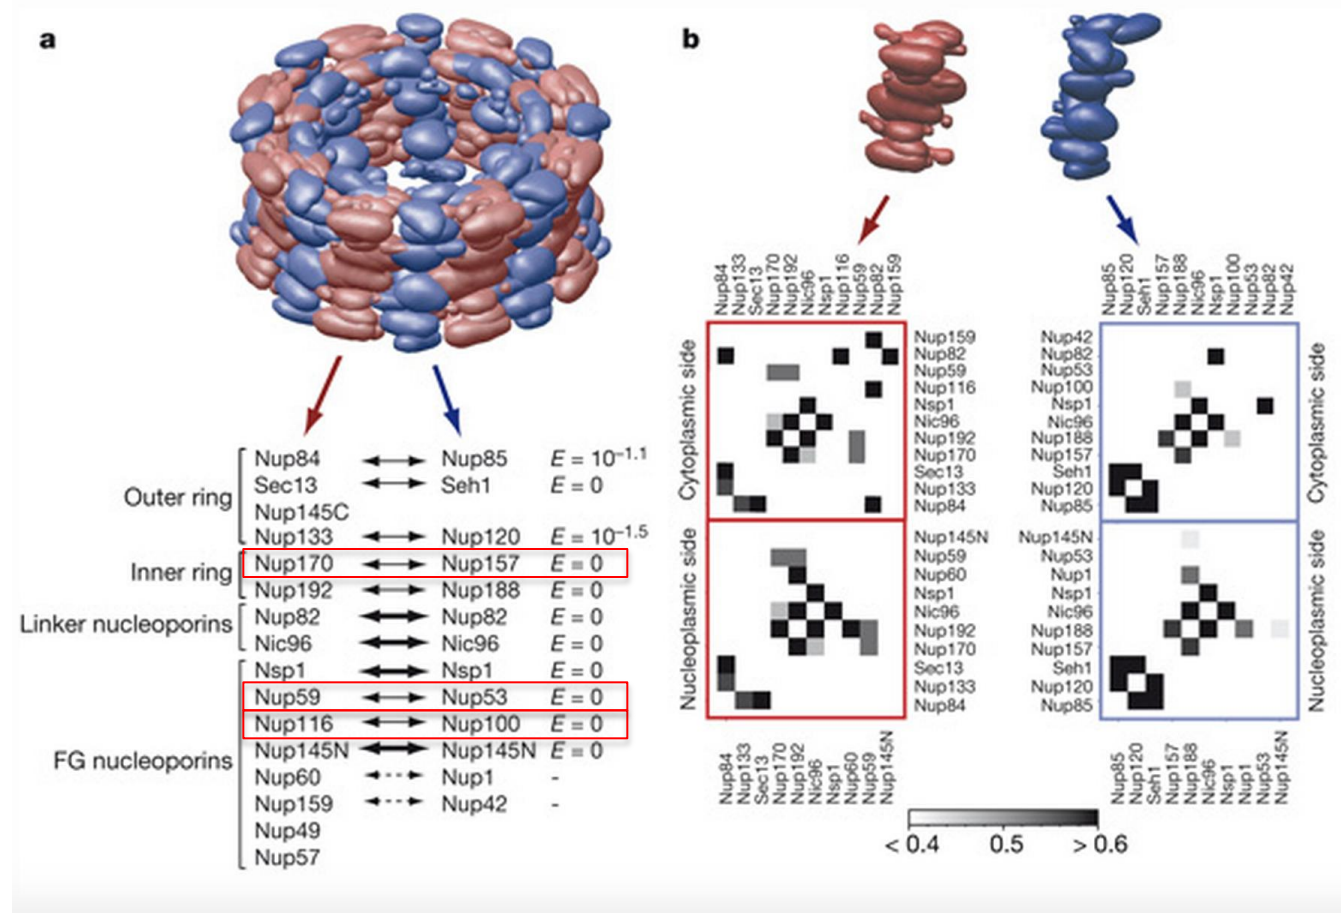 a
Outer ring
Nup84 Nup85 E = 10–1.1
Sec13 Seh1 E = 0
Nup145C
Nup133 Nup120 E = 10–1.5
Inner ring
Nup170 Nup157 E = 0
Nup192 Nup188 E = 0
Linker nucleoporins
Nup82 Nup82 E = 0
Nic96 Nic96 E = 0
FG nucleoporins
Nsp1 Nsp1 E = 0
Nup59 Nup53 E = 0
Nup116 Nup100 E = 0
Nup145N Nup145N E = 0
Nup60 Nup1 -
Nup159 Nup42 -
Nup49
Nup57
b
Nup84
Nup133
Sec13
Nup170
Nup192
Nic96
Nsp1
Nup116
Nup59
Nup82
Nup159
Cytoplasmic side
Nup159
Nup82
Nup59
Nup116
Nsp1
Nic96
Nup192
Nup170
Sec13
Nup133
Nup84
Nucleoplasmic side
Nup145N
Nup59
Nup60
Nsp1
Nic96
Nup192
Nup170
Sec13
Nup133
Nup84
Nup84
Nup133
Sec13
Nup170
Nup192
Nic96
Nsp1
Nup60
Nup59
Nup145N
Nup85
Nup120
Seh1
Nup157
Nup188
Nic96
Nsp1
Nup100
Nup53
Nup82
Nup42
Nup42
Nup82
Nup53
Nup100
Nsp1
Nic96
Nup188
Nup157
Seh1
Nup120
Nup85
Cytoplasmic side
Nup145N
Nup53
Nup1
Nsp1
Nic96
Nup188
Nup157
Seh1
Nup120
Nup85
Nucleoplasmic side
Nup85
Nup120
Seh1
Nup157
Nup188
Nic96
Nsp1
Nup1
Nup53
Nup145N
< 0.4 0.5 > 0.6